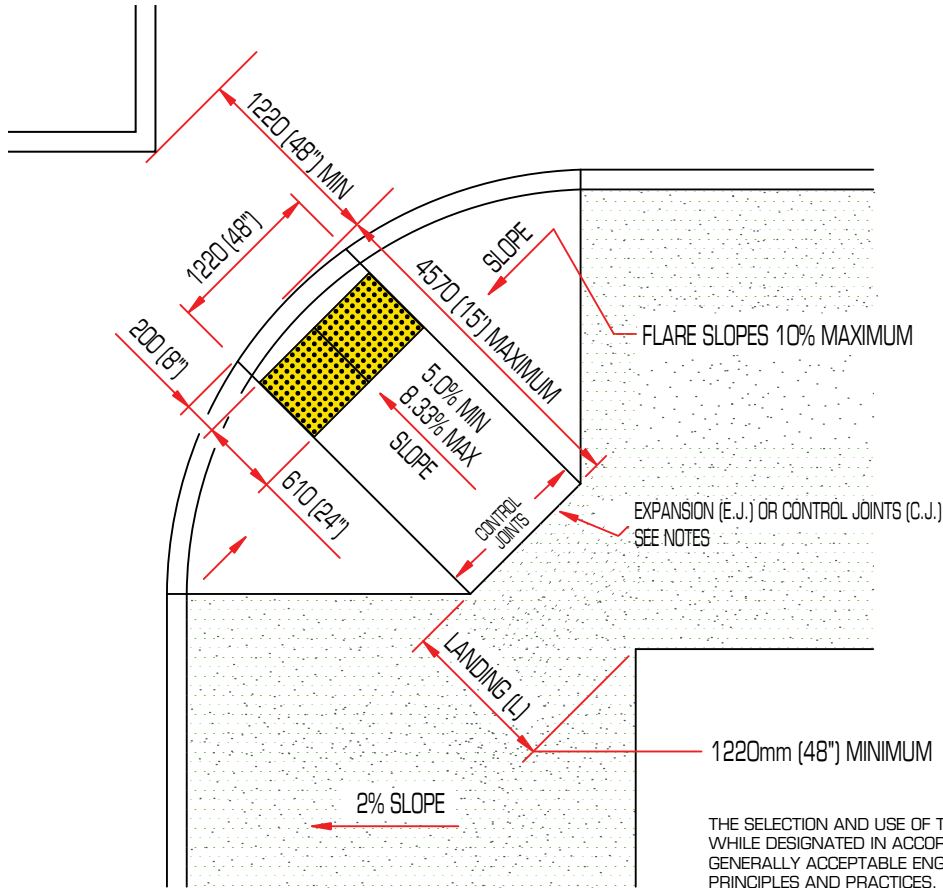 1220 (48") MIN
1220 (48")
200 (8")
610 (24")
SLOPE
4570 (15') MAXIMUM
FLARE SLOPES 10% MAXIMUM
5.0% MIN
8.33% MAX
SLOPE
CONTROL
JOINTS
EXPANSION (E.J.) OR CONTROL JOINTS (C.J.)
SEE NOTES
LANDING (L)
1220mm (48") MINIMUM
2% SLOPE
THE SELECTION AND USE OF
WHILE DESIGNATED IN
GENERALLY ACCEPTABLE
PRINCIPLES AND PRACTICES,